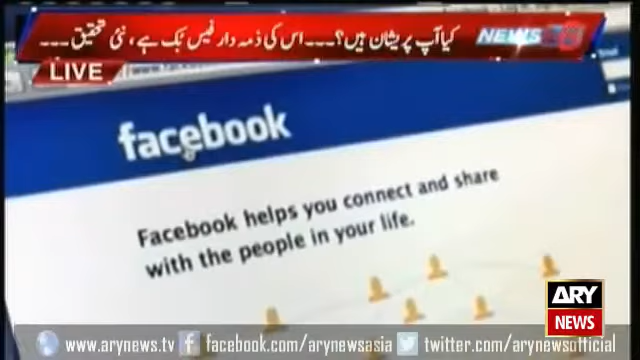 کیا آپ پریشان ہیں؟۔۔۔اس کی ذمہ دار فیس بک ہے ، نئی تحقیق۔۔۔
NEWS
LIVE
facebook
Facebook helps you connect and share
with the people in your life.
ARY
NEWS
www.arynews.tv
f facebook.com/arynewsasia
twitter.com/arynewsofficial